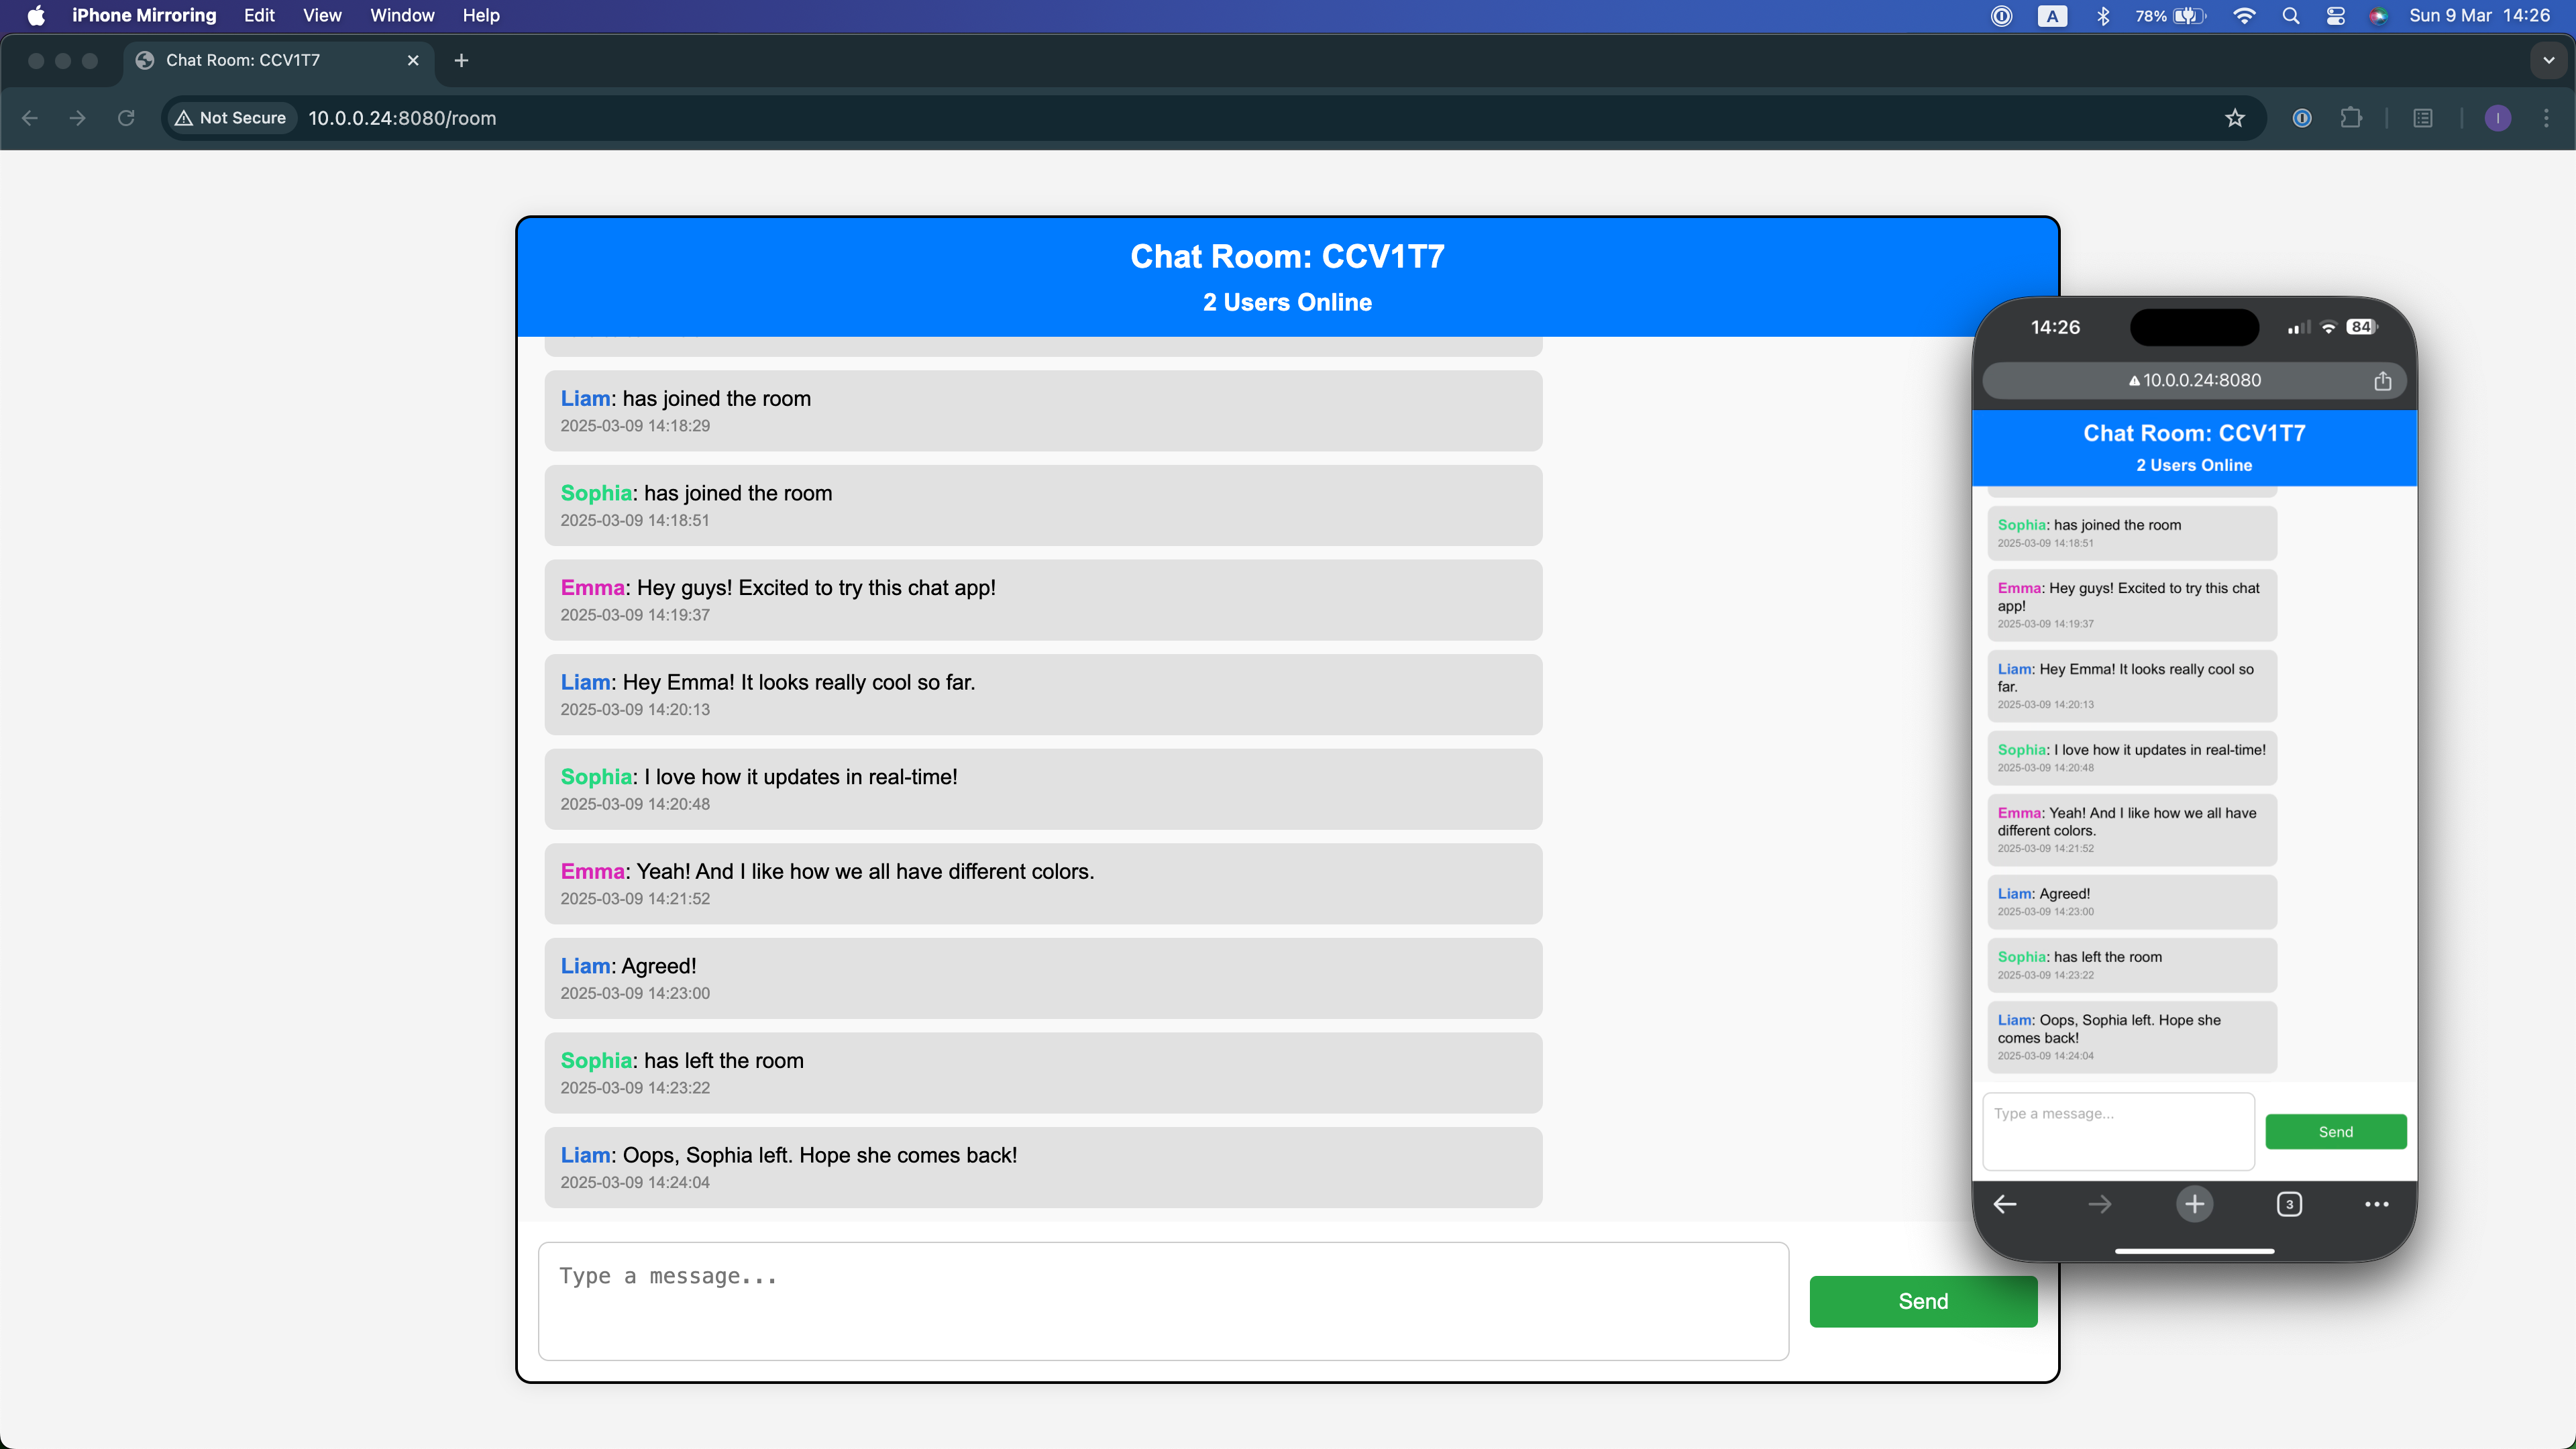 iPhone Mirroring Edit View Window Help
A 78% Sun 9 Mar 14:26
Chat Room: CCV1T7
Not Secure 10.0.0.24:8080/room
I
Chat Room: CCV1T7
2 Users Online
Liam: has joined the room
2025-03-09 14:18:29
Sophia: has joined the room
2025-03-09 14:18:51
Emma: Hey guys! Excited to try this chat app!
2025-03-09 14:19:37
Liam: Hey Emma! It looks really cool so far.
2025-03-09 14:20:13
Sophia: I love how it updates in real-time!
2025-03-09 14:20:48
Emma: Yeah! And I like how we all have different colors.
2025-03-09 14:21:52
Liam: Agreed!
2025-03-09 14:23:00
Sophia: has left the room
2025-03-09 14:23:22
Liam: Oops, Sophia left. Hope she comes back!
2025-03-09 14:24:04
Type a message...
Send
14:26 84
10.0.0.24:8080
Chat Room: CCV1T7
2 Users Online
Sophia: has joined the room
2025-03-09 14:18:51
Emma: Hey guys! Excited to try this chat
app!
2025-03-09 14:19:37
Liam: Hey Emma! It looks really cool so
far.
2025-03-09 14:20:13
Sophia: I love how it updates in real-time!
2025-03-09 14:20:48
Emma: Yeah! And I like how we all have
different colors.
2025-03-09 14:21:52
Liam: Agreed!
2025-03-09 14:23:00
Sophia: has left the room
2025-03-09 14:23:22
Liam: Oops, Sophia left. Hope she
comes back!
2025-03-09 14:24:04
Type a message...
Send
3